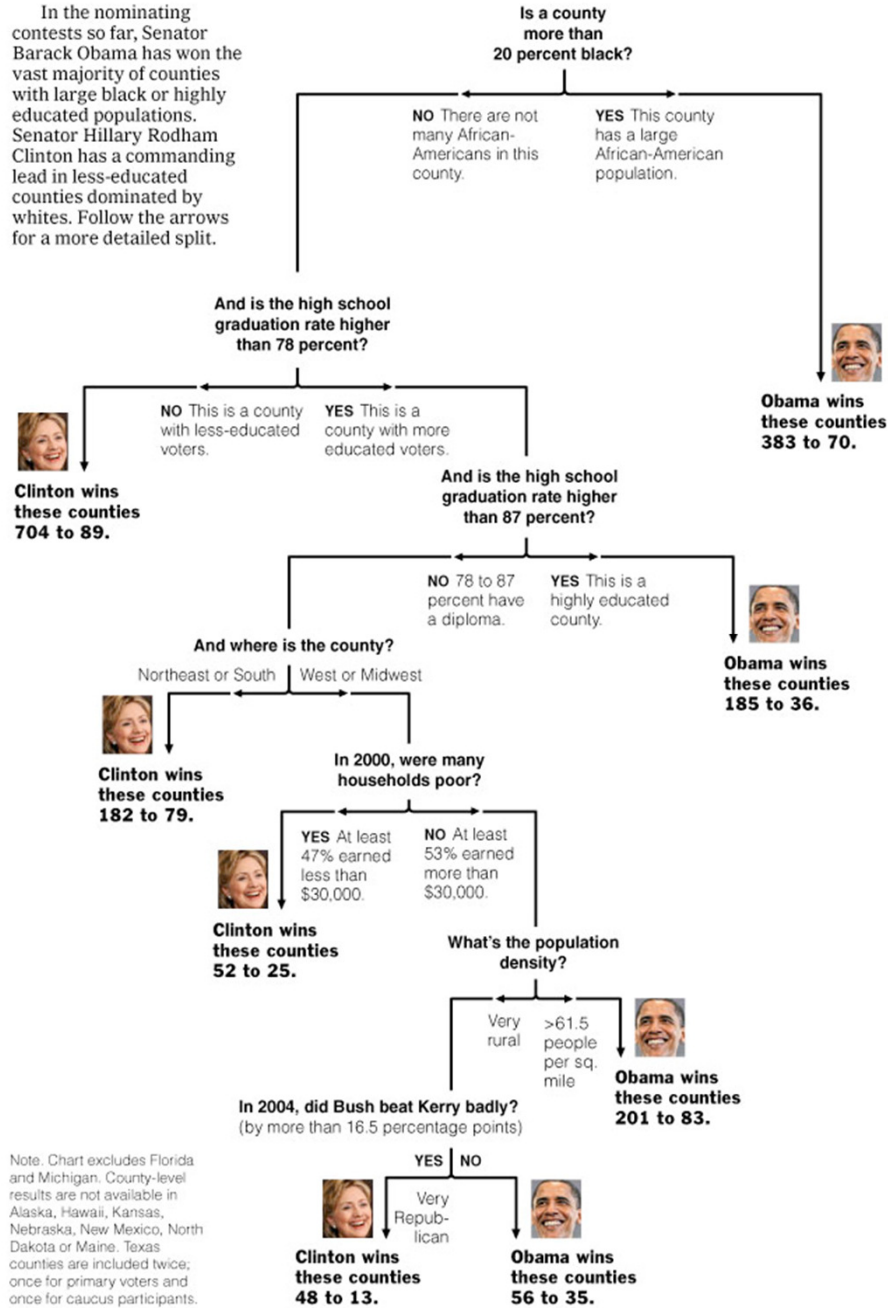 In the nominating
contests so far, Senator
Barack Obama has won the
vast majority of counties
with large black or highly
educated populations.
Senator Hillary Rodham
Clinton has a commanding
lead in less-educated
counties dominated by
whites. Follow the arrows
for a more detailed split.
Is a county
more than
20 percent black?
NO There are not
many African-
Americans in this
county.
YES This county
has a large
African-American
population.
And is the high school
graduation rate higher
than 78 percent?
Obama wins
these counties
383 to 70.
NO This is a county
with less-educated
voters.
YES This is a
county with more
educated voters.
Clinton wins
these counties
704 to 89.
And is the high school
graduation rate higher
than 87 percent?
NO 78 to 87
percent have
a diploma.
YES This is a
highly educated
county.
Obama wins
these counties
185 to 36.
And where is the county?
Northeast or South
West or Midwest
Clinton wins
these counties
182 to 79.
In 2000, were many
households poor?
YES At least
47% earned
less than
$30,000.
NO At least
53% earned
more than
$30,000.
Clinton wins
these counties
52 to 25.
What's the population
density?
Very
rural
>61.5
people
per sq.
mile
Obama wins
these counties
201 to 83.
In 2004, did Bush beat Kerry badly?
(by more than 16.5 percentage points)
YES
NO
Very
Repub-
lican
Clinton wins
these counties
48 to 13.
Obama wins
these counties
56 to 35.
Note. Chart excludes Florida
and Michigan. County-level
results are not available in
Alaska, Hawaii, Kansas,
Nebraska, New Mexico, North
Dakota or Maine. Texas
counties are included twice;
once for primary voters and
once for caucus participants.